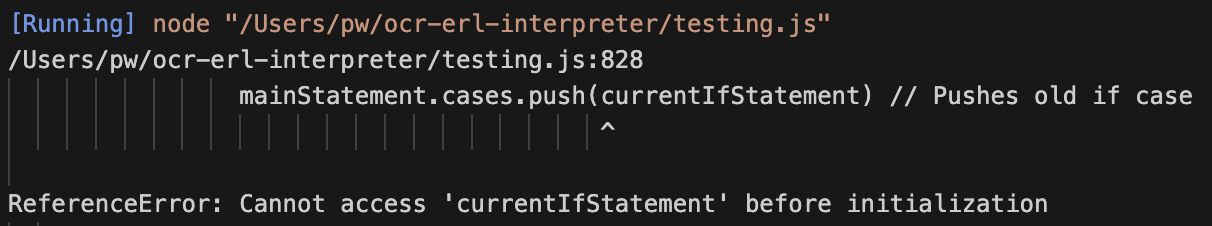 [Running] node "/Users/pw/ocr-erl-interpreter/testing.js"
/Users/pw/ocr-erl-interpreter/testing.js:828
mainStatement.cases.push(currentIfStatement) // Pushes old if case
^
ReferenceError: Cannot access 'currentIfStatement' before initialization